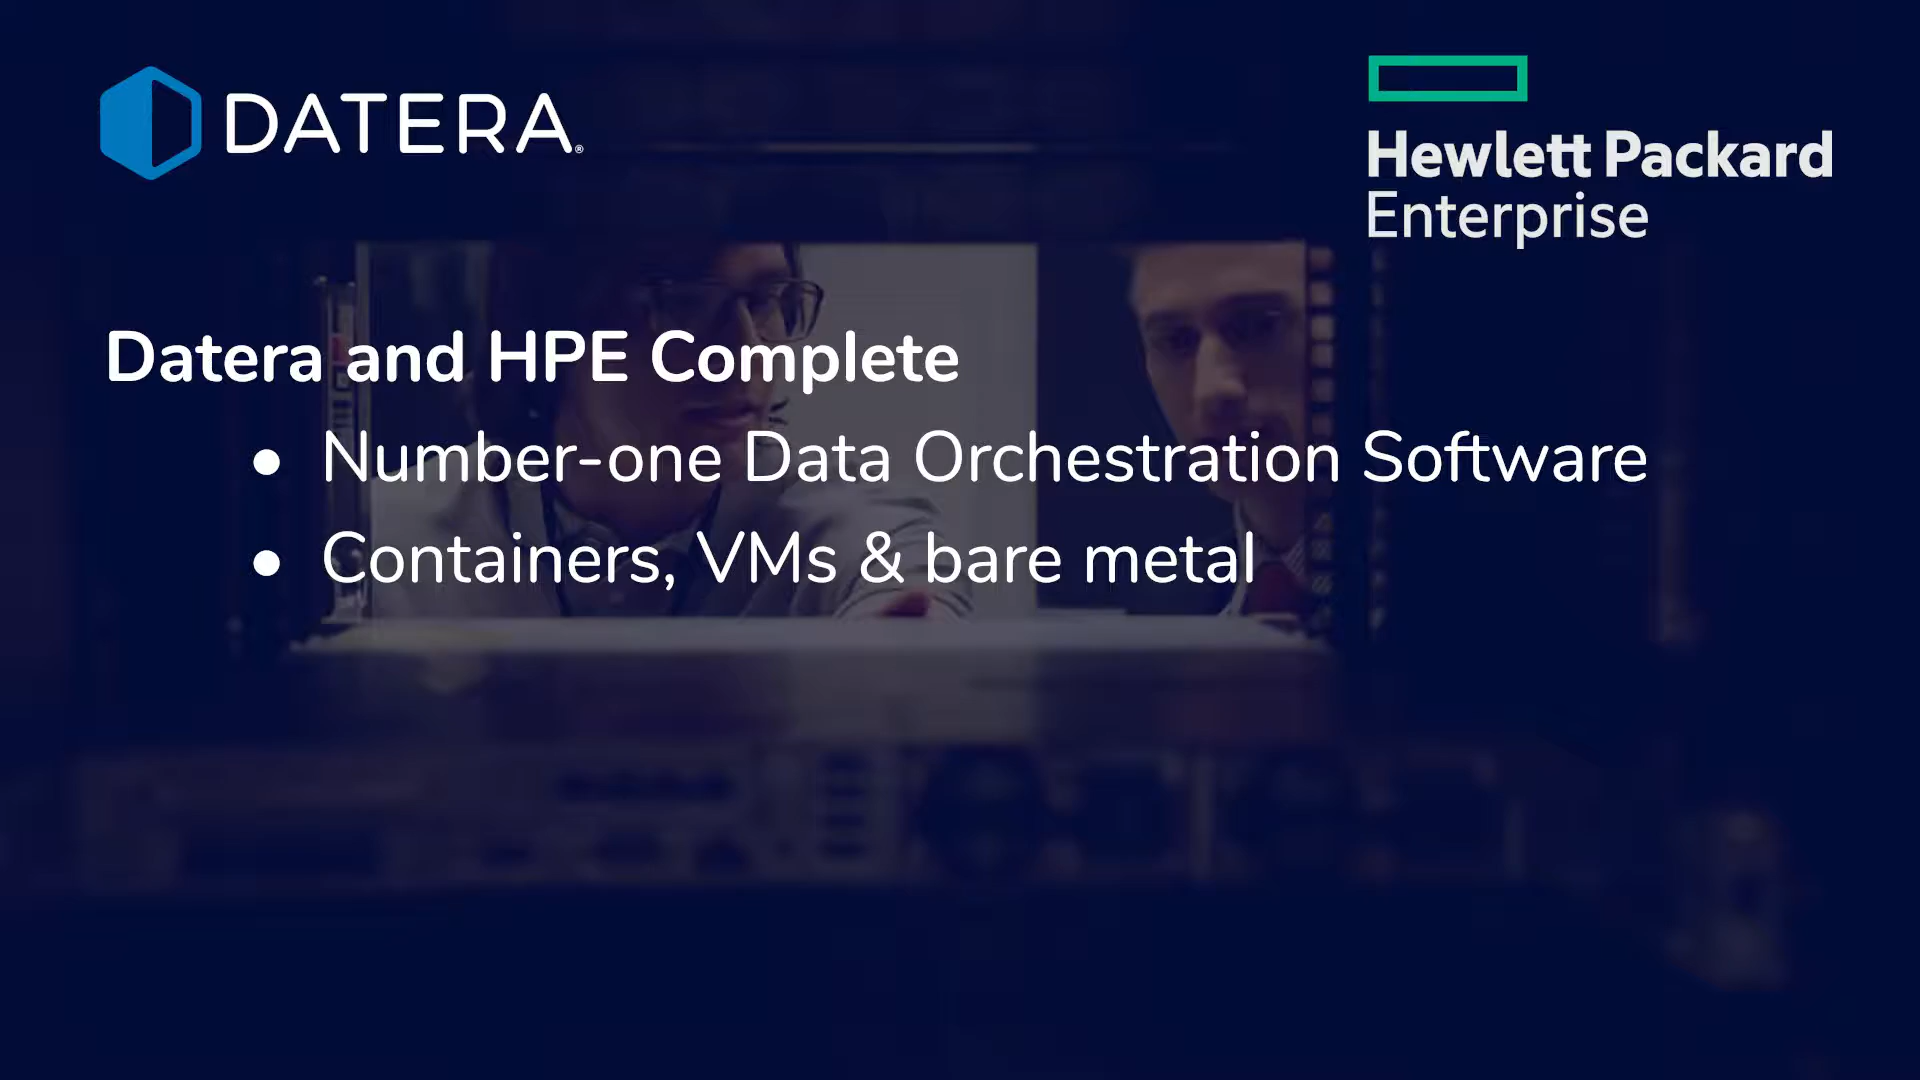 DATERA®
Hewlett Packard
Enterprise
Datera and HPE Complete
● Number-one Data Orchestration Software
● Containers, VMs & bare metal